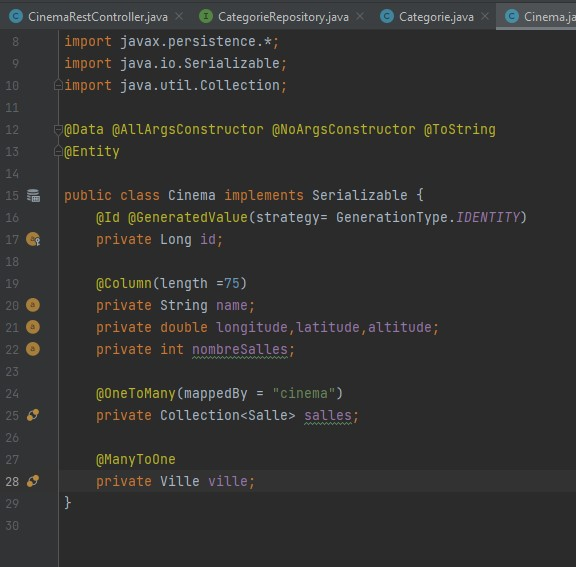 CinemaRestController.java CategorieRepository.java Categorie.java Cinema.ja
8 import javax.persistence.*;
9 import java.io.Serializable;
10 import java.util.Collection;
11
12 @Data @AllArgsConstructor @NoArgsConstructor @ToString
13 @Entity
14
15 public class Cinema implements Serializable {
16 @Id @GeneratedValue(strategy= GenerationType.IDENTITY)
17 private Long id;
18
19 @Column(length =75)
20 private String name;
21 private double longitude,latitude,altitude;
22 private int nombreSalles;
23
24 @OneToMany(mappedBy = "cinema")
25 private Collection<Salle> salles;
26
27 @ManyToOne
28 private Ville ville;
29 }
30